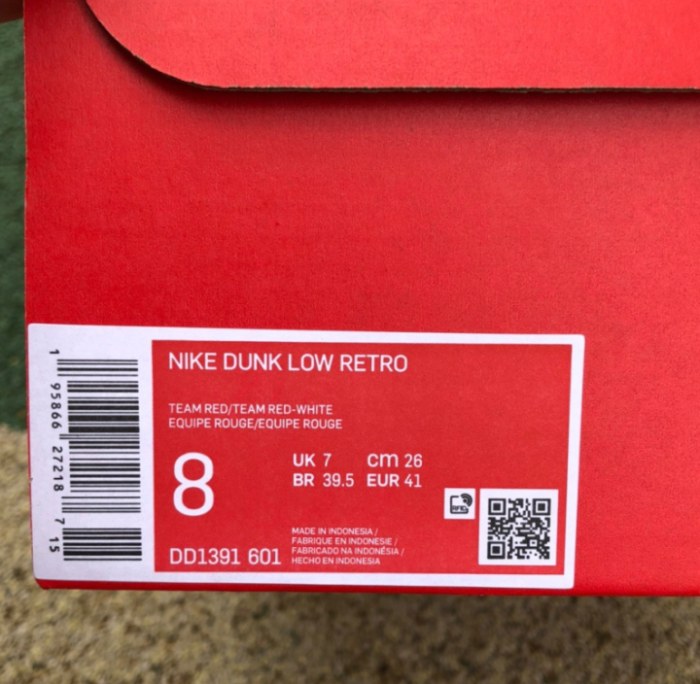 NIKE DUNK LOW RETRO
TEAM RED/TEAM RED-WHITE
EQUIPE ROUGE/EQUIPE ROUGE
8
UK 7 cm 26
BR 39.5 EUR 41
DD1391 601
MADE IN INDONESIA /
FABRIQUE EN INDONESIE /
FABRICADO NA INDONÉSIA /
HECHO EN INDONESIA
1 95866 27218 7 15